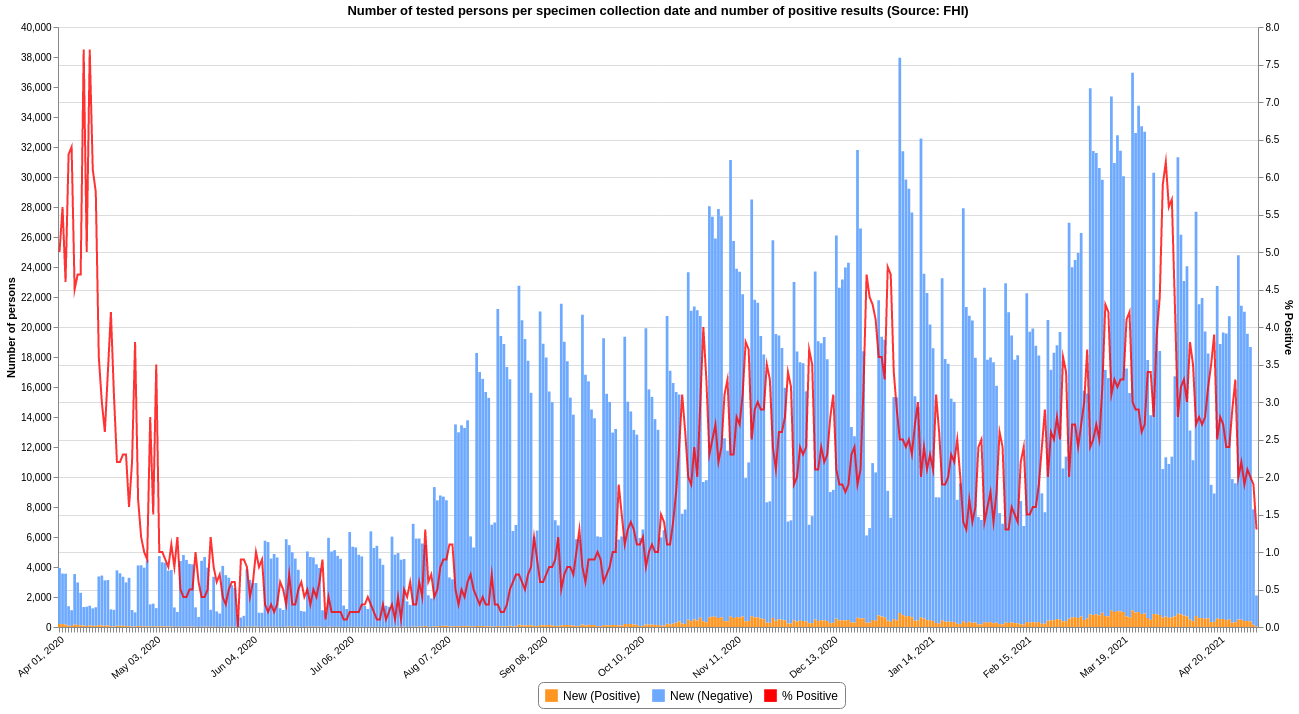 Number of tested persons per specimen collection date and number of positive results (Source: FHI)
40,000
38,000
36,000
34,000
32,000
30,000
28,000
26,000
24,000
22,000
20,000
18,000
16,000
14,000
12,000
10,000
8,000
6,000
4,000
2,000
0
Number of persons
8.0
7.5
7.0
6.5
6.0
5.5
5.0
4.5
4.0
3.5
3.0
2.5
2.0
1.5
1.0
0.5
0.0
% Positive
Apr 01, 2020
May 03, 2020
Jun 04, 2020
Jul 06, 2020
Aug 07, 2020
Sep 08, 2020
Oct 10, 2020
Nov 11, 2020
Dec 13, 2020
Jan 14, 2021
Feb 15, 2021
Mar 19, 2021
Apr 20, 2021
New (Positive) New (Negative) % Positive